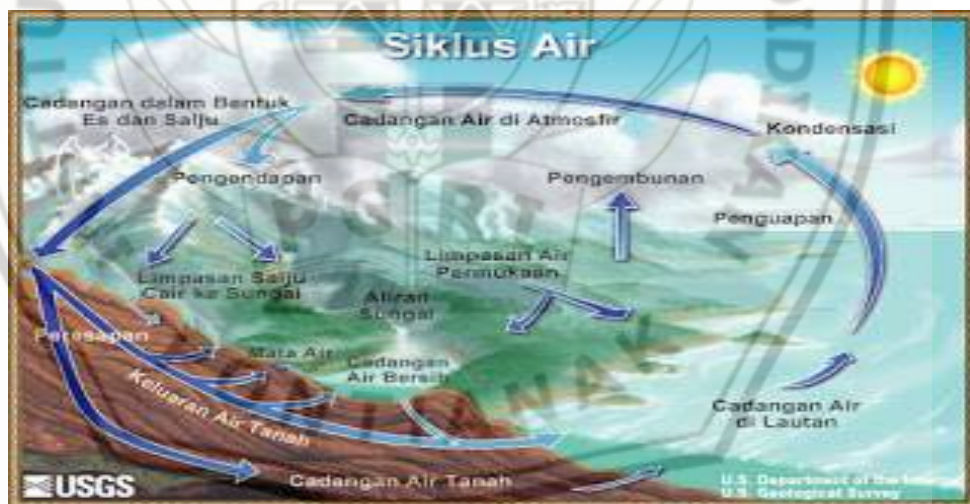 Siklus Air
Cadangan dalam Bentuk
Es dan Salju
Cadangan Air di Atmosfir
Kondensasi
Pengendapan
Pengembunan
Penguapan
Limpasan Salju
Cair ke Sungai
Limpasan Air
Permukaan
Aliran
Sungai
Peresapan
Mata Air
Cadangan
Air Bersih
Keluaran Air Tanah
Cadangan Air
di Lautan
Cadangan Air Tanah
USGS
U.S. Department of the
U.S. Geological Survey